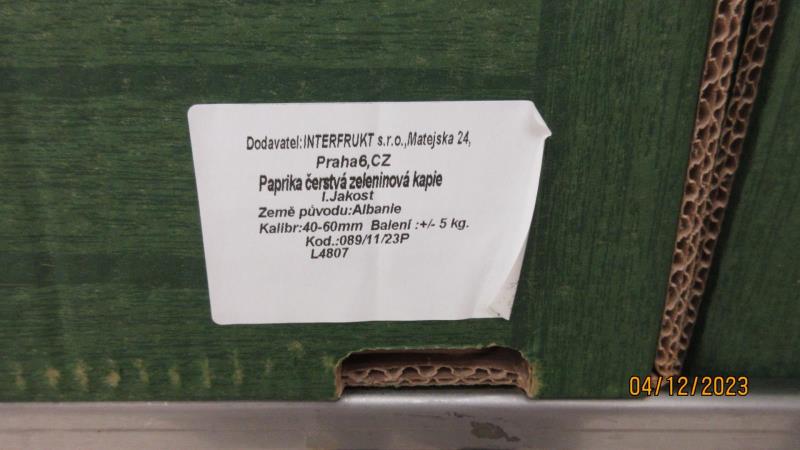 Dodavatel:INTERFRUKT s.r.o.,Matejska 24,
Praha6,CZ
Paprika čerstvá zeleninová kapie
I.Jakost
Země původu:Albanie
Kalibr:40-60mm Balení :+/- 5 kg.
Kod.:089/11/23P
L4807
04/12/2023